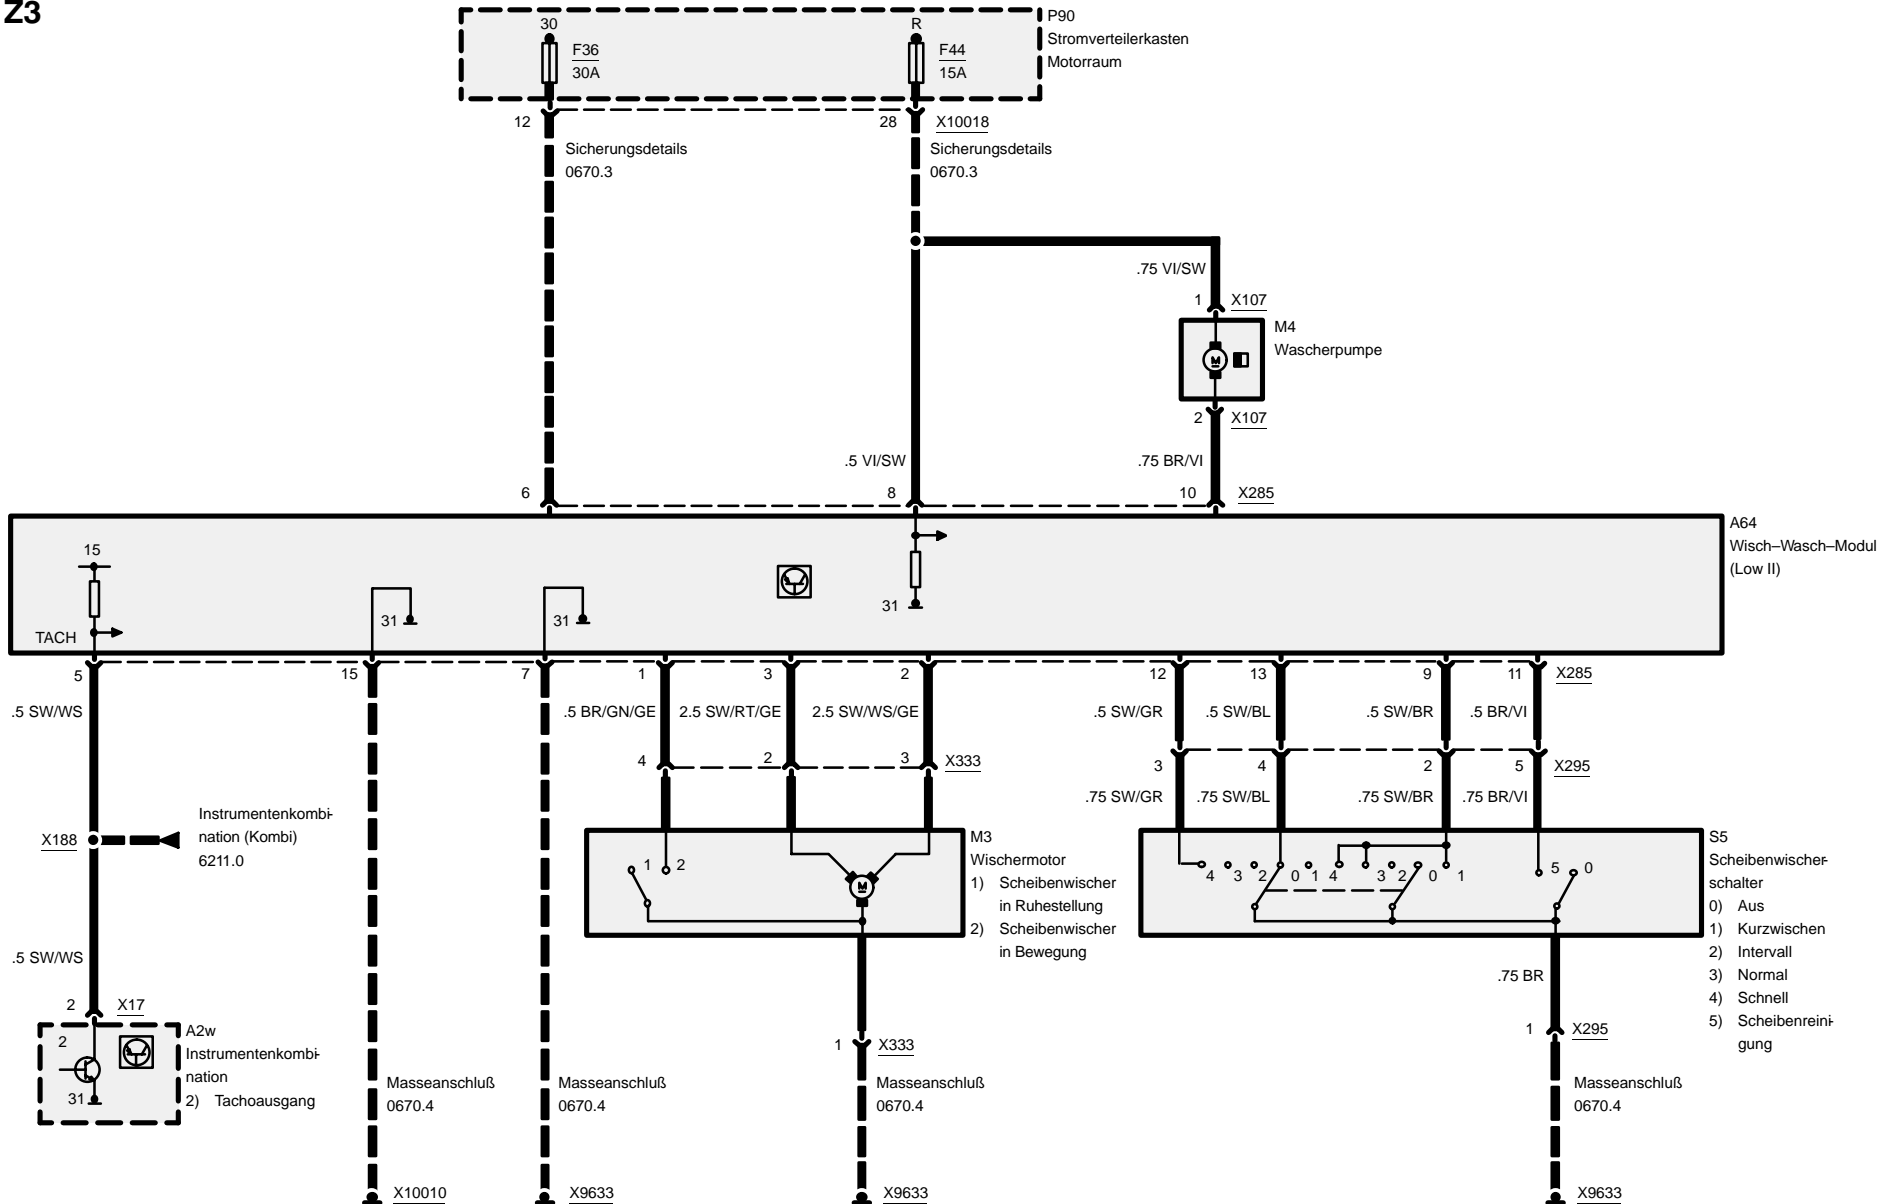 Z3
30
R
P90
Stromverteilerkasten
Motorraum
F36
30A
F44
15A
12
28
X10018
Sicherungsdetails
0670.3
Sicherungsdetails
0670.3
.75 VI/SW
1
X107
M4
Wascherpumpe
M
2
X107
.5 VI/SW
.75 BR/VI
6
8
10
X285
A64
Wisch–Wasch–Modul
(Low II)
15
TACH
31
31
31
5
15
7
1
3
2
12
13
9
11
X285
.5 SW/WS
.5 BR/GN/GE
2.5 SW/RT/GE
2.5 SW/WS/GE
.5 SW/GR
.5 SW/BL
.5 SW/BR
.5 BR/VI
4
2
3
X333
3
4
2
5
X295
.75 SW/GR
.75 SW/BL
.75 SW/BR
.75 BR/VI
X188
Instrumentenkombi-
nation (Kombi)
6211.0
1
2
M
M3
Wischermotor
1) Scheibenwischer
in Ruhestellung
2) Scheibenwischer
in Bewegung
4 3 2 0 1 4 3 2 0 1 5 0
S5
Scheibenwischer-
schalter
0) Aus
1) Kurzwischen
2) Intervall
3) Normal
4) Schnell
5) Scheibenreini-
gung
.5 SW/WS
2
X17
2
31
A2w
Instrumentenkombi-
nation
2) Tachoausgang
.75 BR
1
X333
1
X295
Masseanschluß
0670.4
Masseanschluß
0670.4
Masseanschluß
0670.4
Masseanschluß
0670.4
X10010
X9633
X9633
X9633